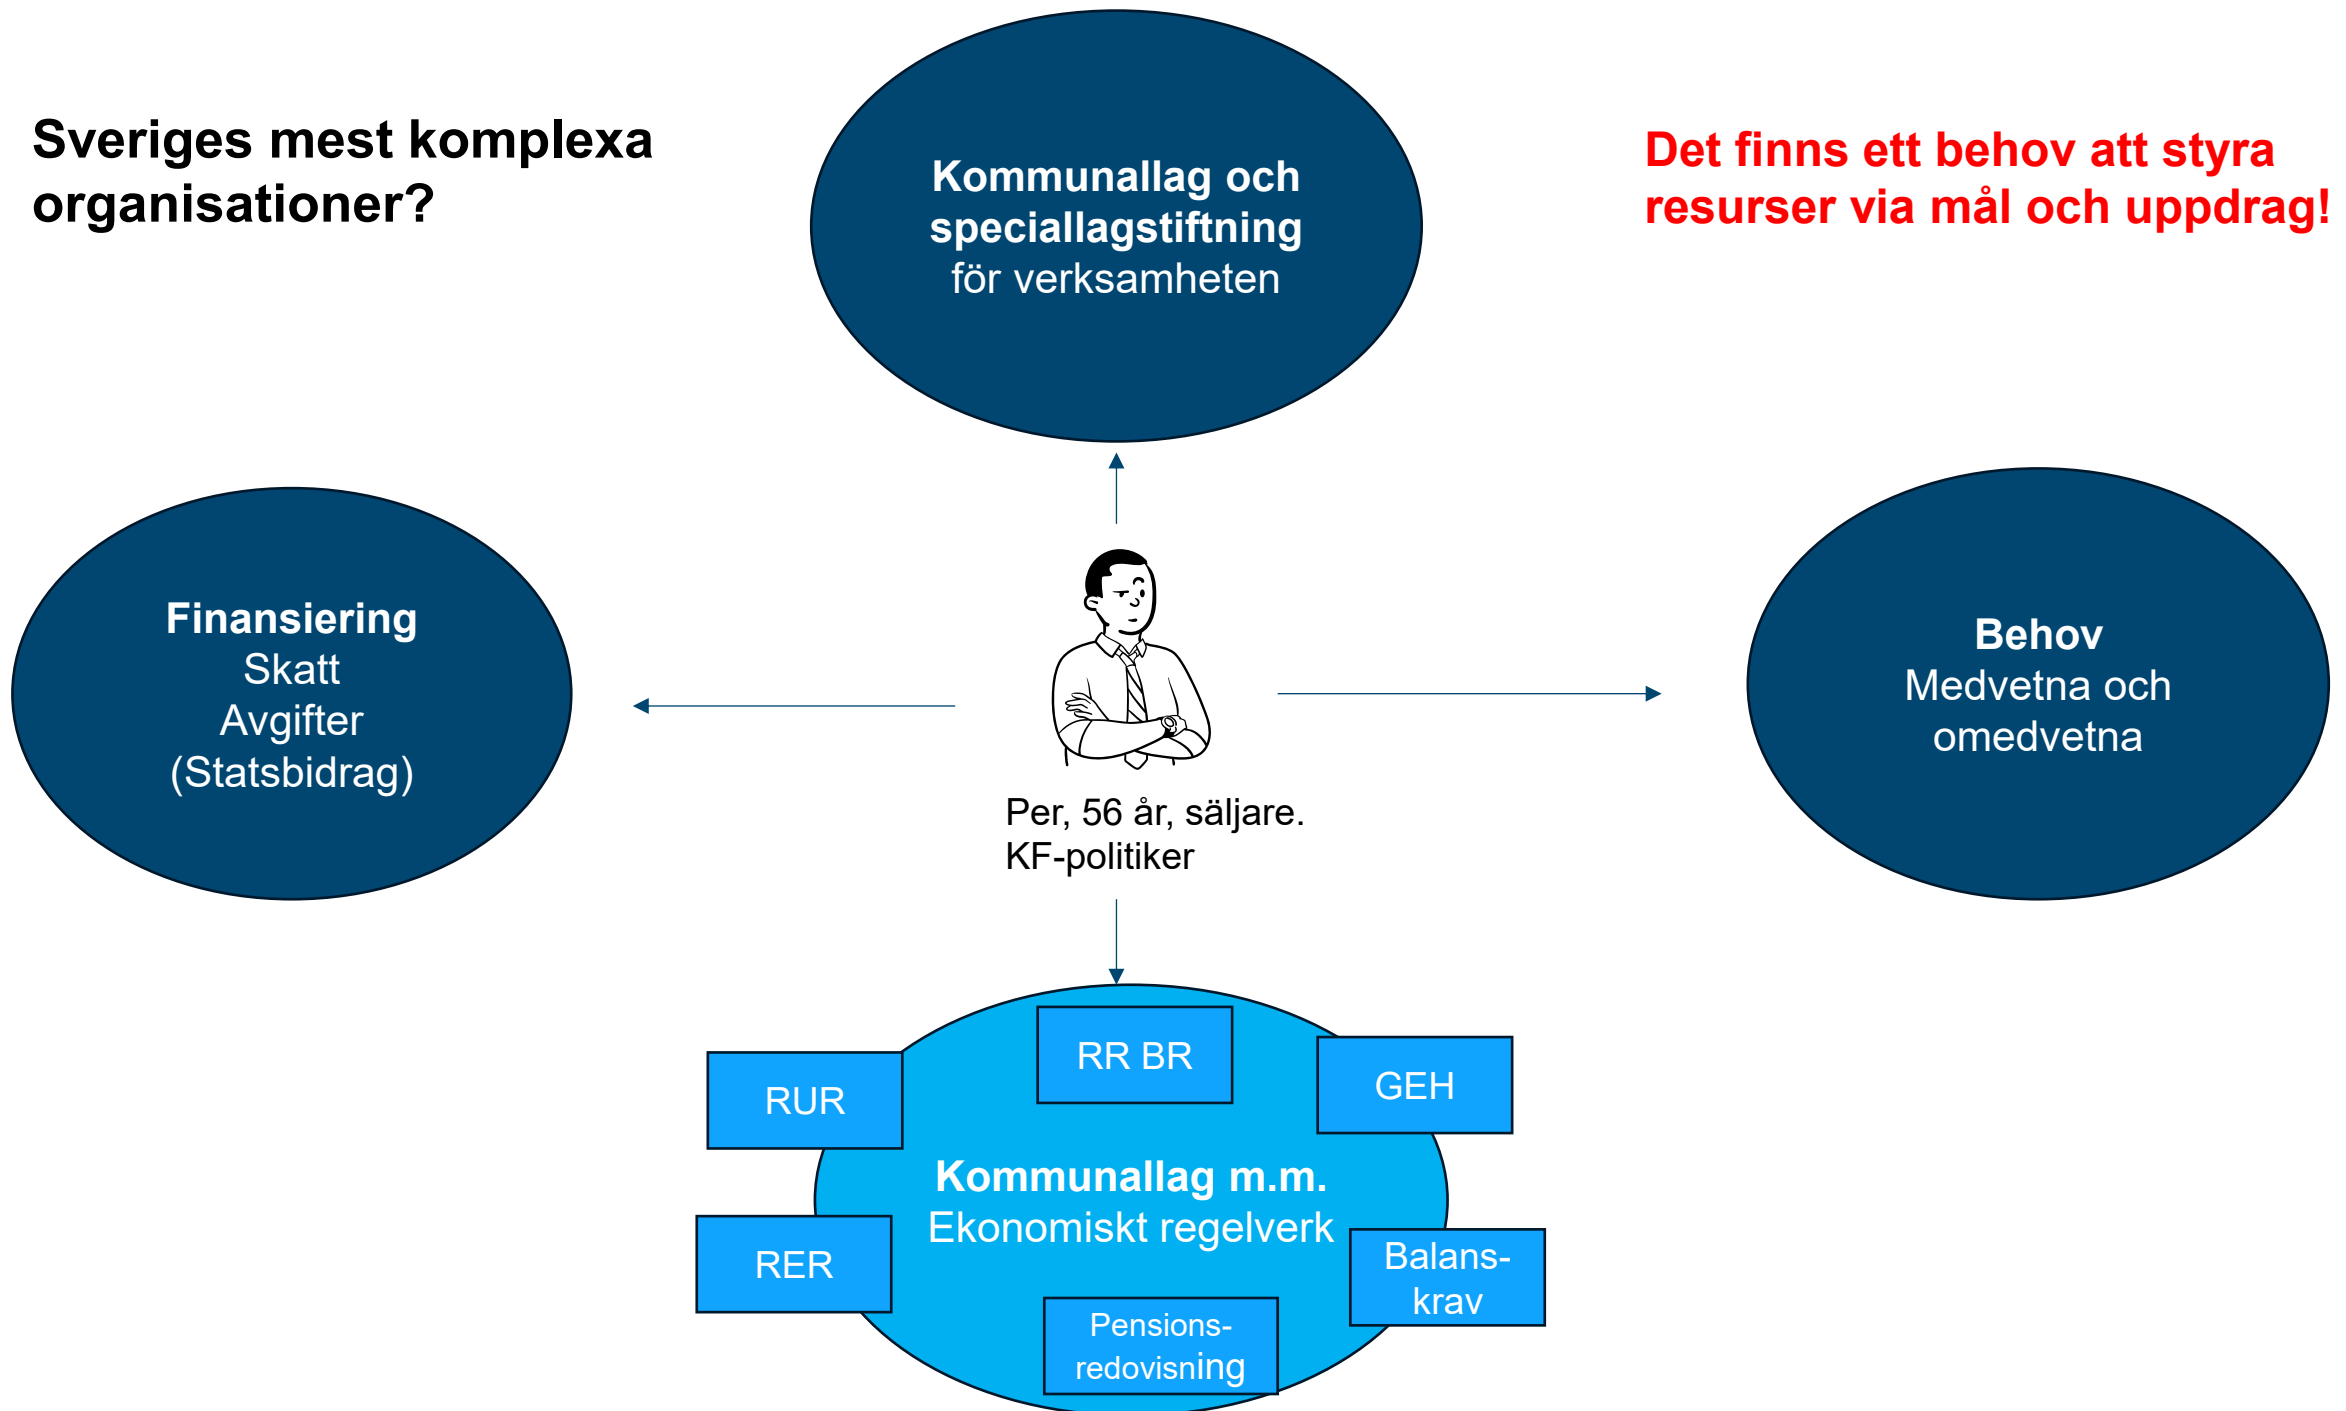 Sveriges mest komplexa
organisationer?
Kommunallag och
speciallagstiftning
för verksamheten
Det finns ett behov att styra
resurser via mål och uppdrag!
Finansiering
Skatt
Avgifter
(Statsbidrag)
Behov
Medvetna och
omedvetna
Per, 56 år, säljare.
KF-politiker
RUR
RR BR
GEH
Kommunallag m.m.
Ekonomiskt regelverk
RER
Balans-
krav
Pensions-
redovisning